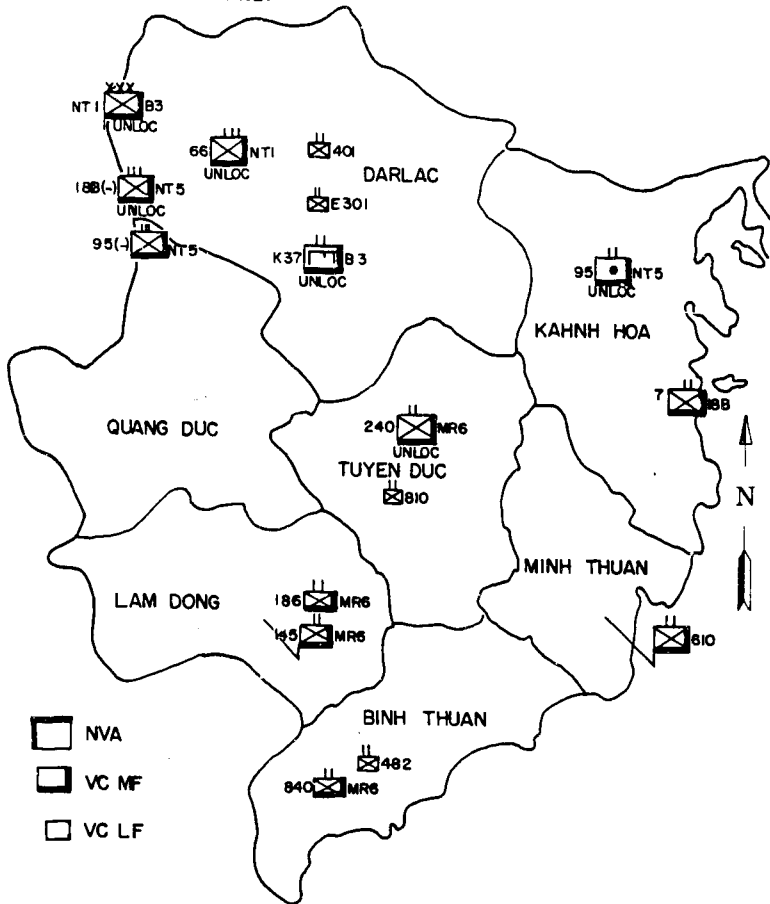 XXX
NT1 B3
UNLOC
66 NT1
UNLOC
401
DARLAC
18B(-) NT5
UNLOC
E301
95(-) NT5
K37 B3
UNLOC
95 NT5
UNLOC
KAHNH HOA
7 18B
QUANG DUC
240 MR6
UNLOC
TUYEN DUC
810
N
MINH THUAN
LAM DONG
186 MR6
145 MR6
610
BINH THUAN
NVA
482
VC MF
840 MR6
VC LF